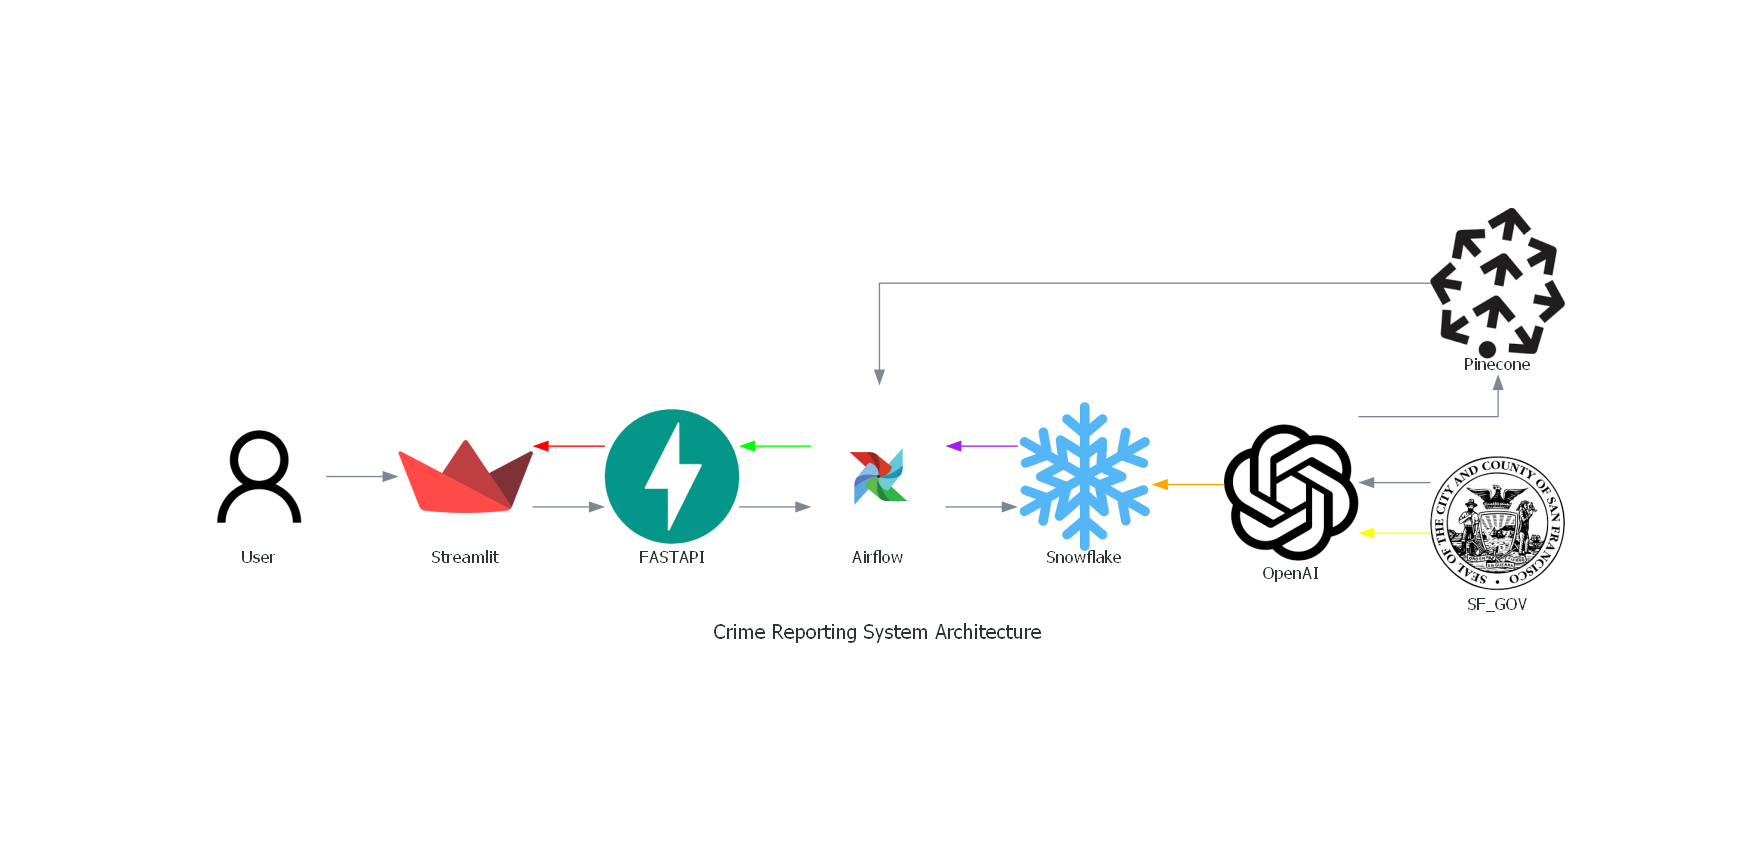 Pinecone
SEAL OF THE CITY AND COUNTY OF SAN FRANCISCO
User
Streamlit
FASTAPI
Airflow
Snowflake
OpenAI
SF_GOV
Crime Reporting System Architecture